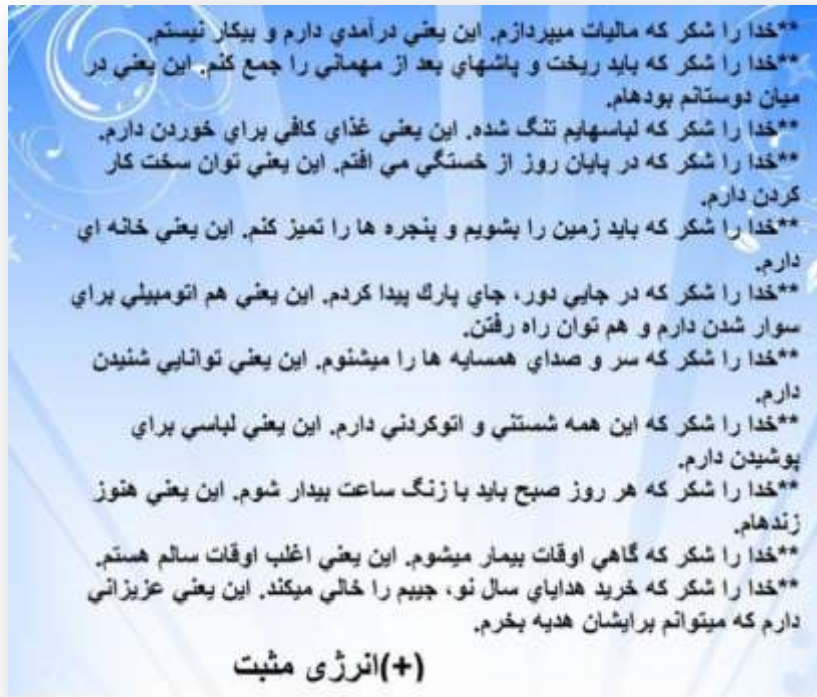 **خدا را شکر که مالیات میپردازم. این یعني درآمدي دارم و بیکار نیستم.
**خدا را شکر که باید ریخت و پاشهاي بعد از مهماني را جمع کنم. این یعني در
میان دوستانم بودهام.
**خدا را شکر که لباسهایم تنگ شده. این یعني غذاي کافي براي خوردن دارم.
**خدا را شکر که در پایان روز از خستگي مي افتم. این یعني توان سخت کار
کردن دارم.
**خدا را شکر که باید زمین را بشویم و پنجره ها را تمیز کنم. این یعني خانه اي
دارم.
**خدا را شکر که در جایي دور، جاي پارك پیدا کردم. این یعني هم اتومبیلي براي
سوار شدن دارم و هم توان راه رفتن.
**خدا را شکر که سر و صداي همسایه ها را میشنوم. این یعني توانایي شنیدن
دارم.
**خدا را شکر که این همه شستني و اتوکردني دارم. این یعني لباسي براي
پوشیدن دارم.
**خدا را شکر که هر روز صبح باید با زنگ ساعت بیدار شوم. این یعني هنوز
زندهام.
**خدا را شکر که گاهي اوقات بیمار میشوم. این یعني اغلب اوقات سالم هستم.
**خدا را شکر که خرید هدایاي سال نو، جیبم را خالي میکند. این یعني عزیزاني
دارم که میتوانم برایشان هدیه بخرم.
(+)انرژی مثبت